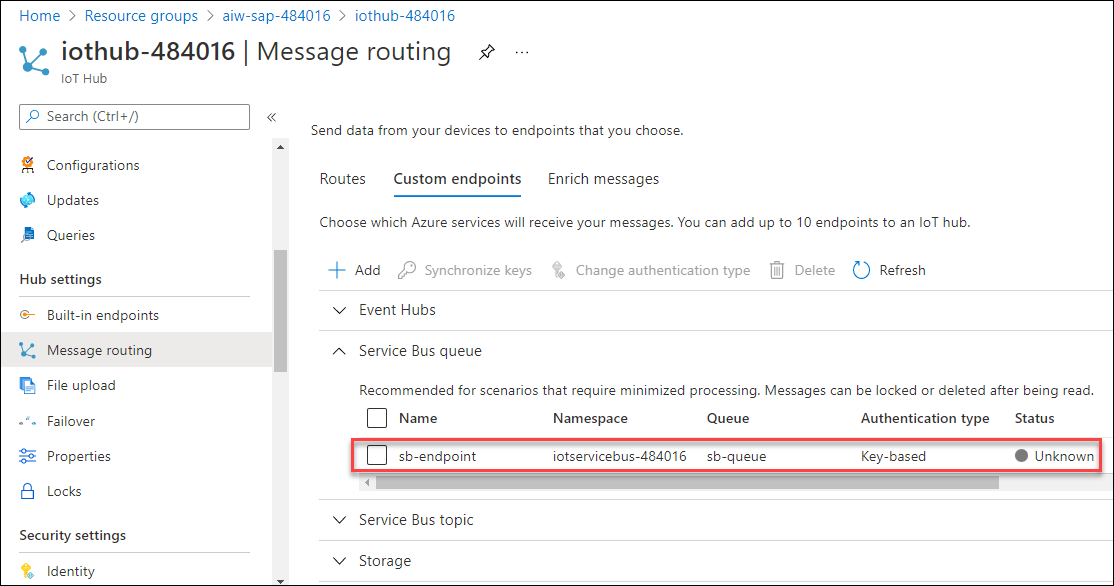 Home > Resource groups > aiw-sap-484016 > iothub-484016
iothub-484016 | Message routing ...
IoT Hub
Search (Ctrl+/) «
Configurations
Updates
Queries
Hub settings
Built-in endpoints
Message routing
File upload
Failover
Properties
Locks
Security settings
Identity
Send data from your devices to endpoints that you choose.
Routes Custom endpoints Enrich messages
Choose which Azure services will receive your messages. You can add up to 10 endpoints to an IoT hub.
Add Synchronize keys Change authentication type Delete Refresh
Event Hubs
Service Bus queue
Recommended for scenarios that require minimized processing. Messages can be locked or deleted after being read.
Name Namespace Queue Authentication type Status
sb-endpoint iotservicebus-484016 sb-queue Key-based Unknown
Service Bus topic
Storage